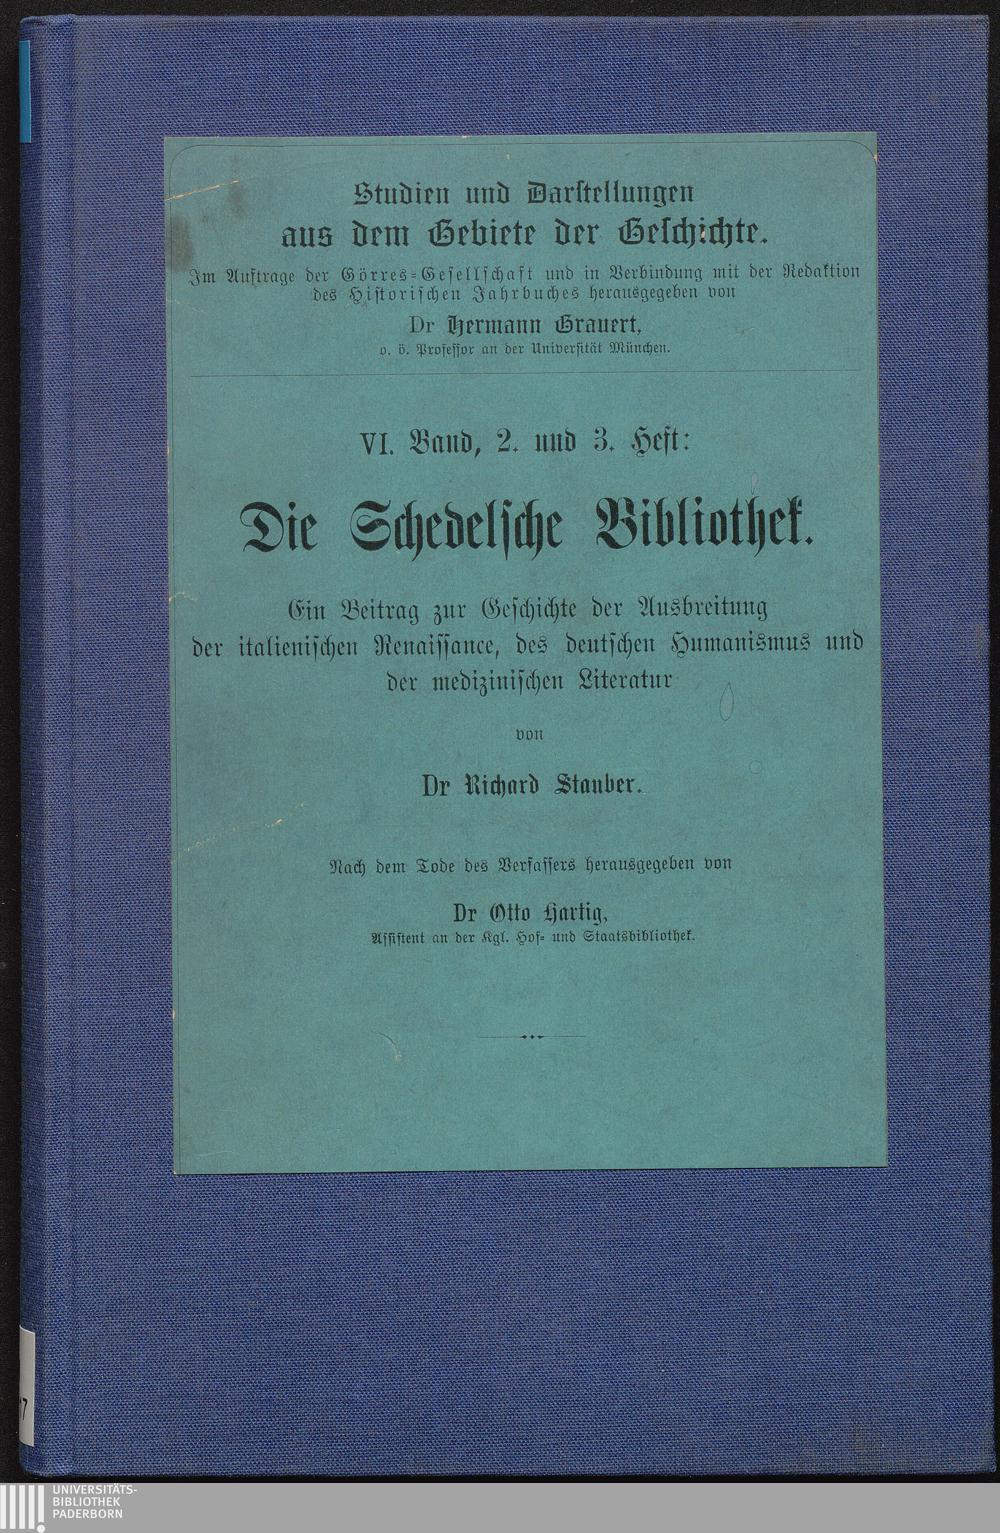 Studien und Darstellungen
aus dem Gebiete der Geschichte.
Im Auftrage der Görres-Gesellschaft und in Verbindung mit der Redaktion
des Historischen Jahrbuches herausgegeben von
Dr Hermann Grauert,
o. ö. Professor an der Universität München.
VI. Band, 2. und 3. Heft:
Die Schedelsche Bibliothek.
Ein Beitrag zur Geschichte der Ausbreitung
der italienischen Renaissance, des deutschen Humanismus und
der medizinischen Literatur
von
Dr Richard Stauber.
Nach dem Tode des Verfassers herausgegeben von
Dr Otto Hartig,
Assistent an der Kgl. Hof- und Staatsbibliothek.
7
UNIVERSITÄTS-
BIBLIOTHEK
PADERBORN